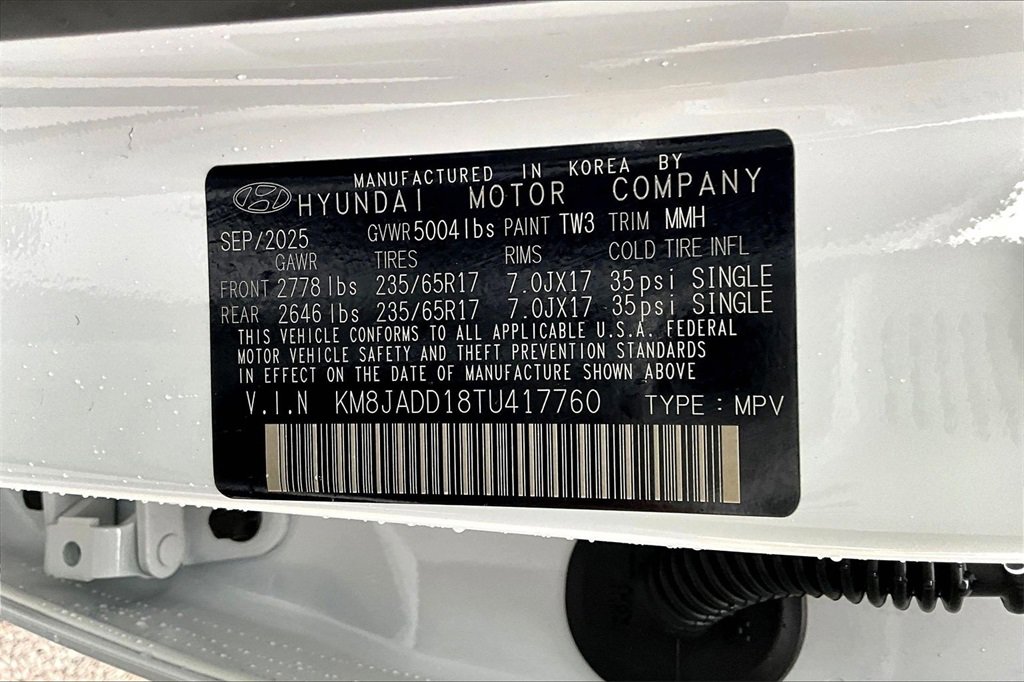 MANUFACTURED IN KOREA BY
HYUNDAI MOTOR COMPANY
SEP/2025 GVWR 5004 lbs PAINT TW3 TRIM MMH
GAWR TIRES RIMS COLD TIRE INFL
FRONT 2778 lbs 235/65R17 7.0JX17 35psi SINGLE
REAR 2646 lbs 235/65R17 7.0JX17 35psi SINGLE
THIS VEHICLE CONFORMS TO ALL APPLICABLE U.S.A. FEDERAL
MOTOR VEHICLE SAFETY AND THEFT PREVENTION STANDARDS
IN EFFECT ON THE DATE OF MANUFACTURE SHOWN ABOVE
V.I.N KM8JADD18TU417760 TYPE : MPV